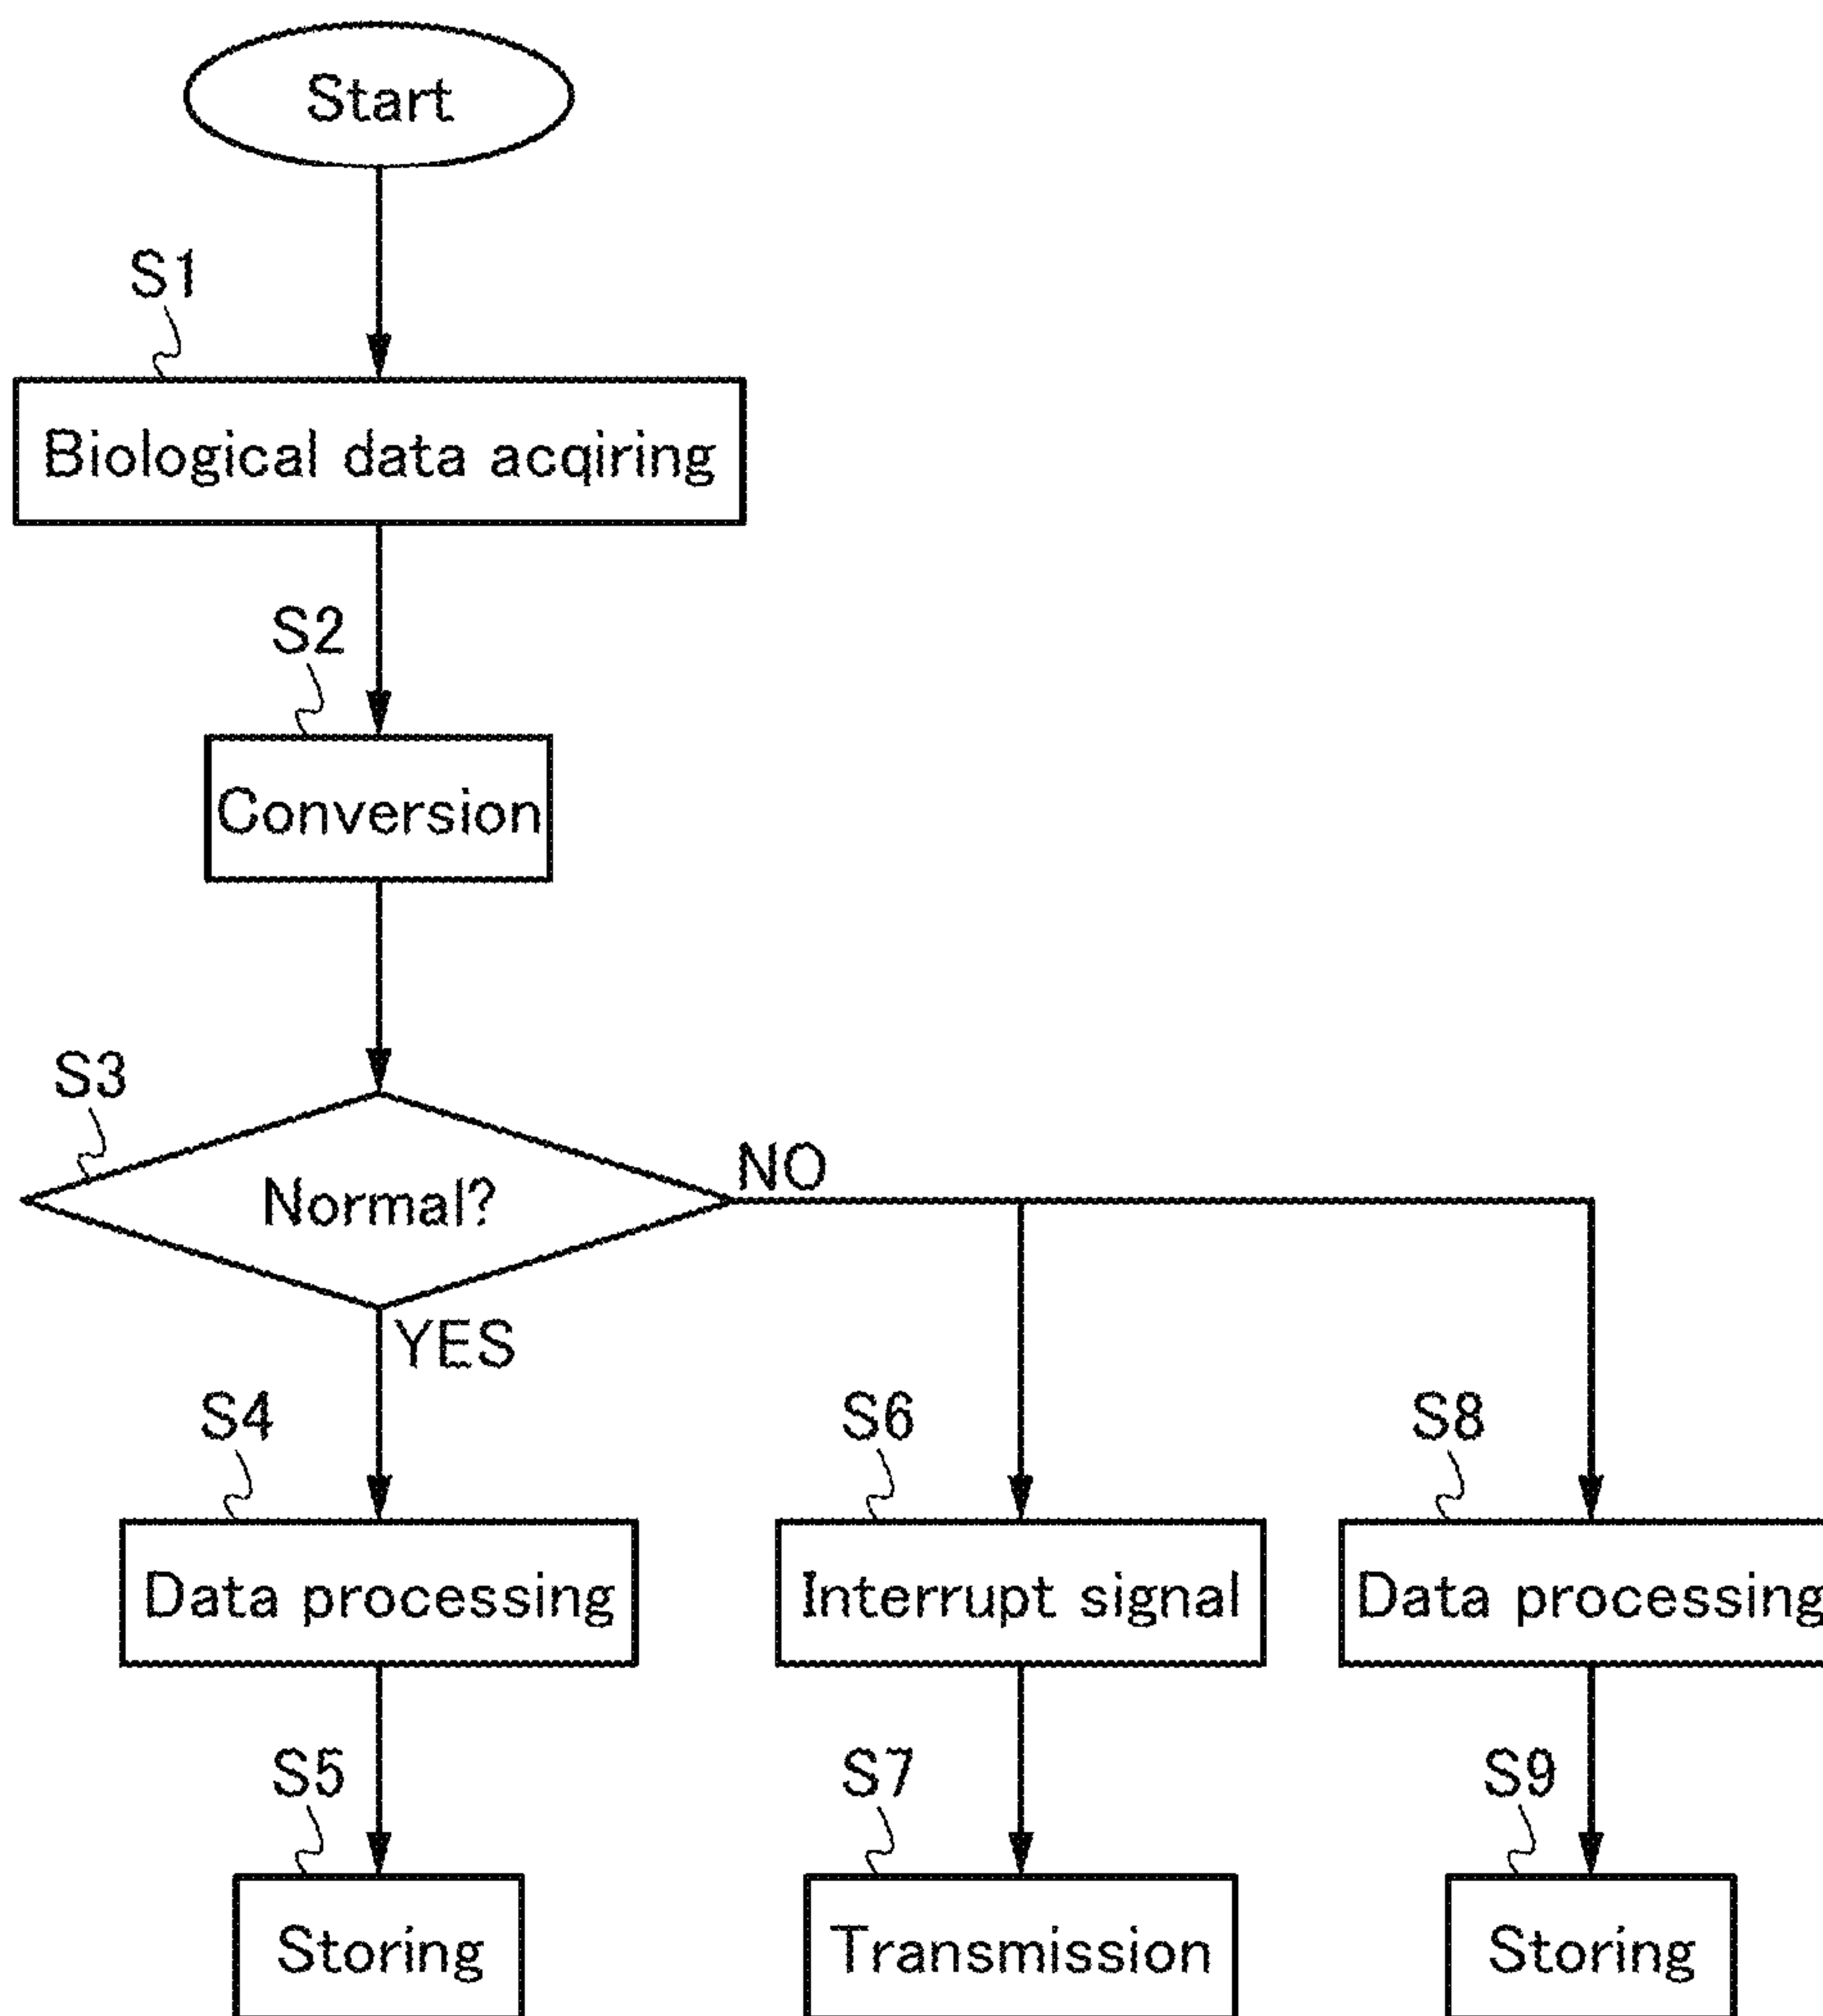 Start
S1
Biological data acqiring
S2
Conversion
S3
Normal?
NO
YES
S4
S6
S8
Data processing
Interrupt signal
Data processing
S5
S7
S9
Storing
Transmission
Storing